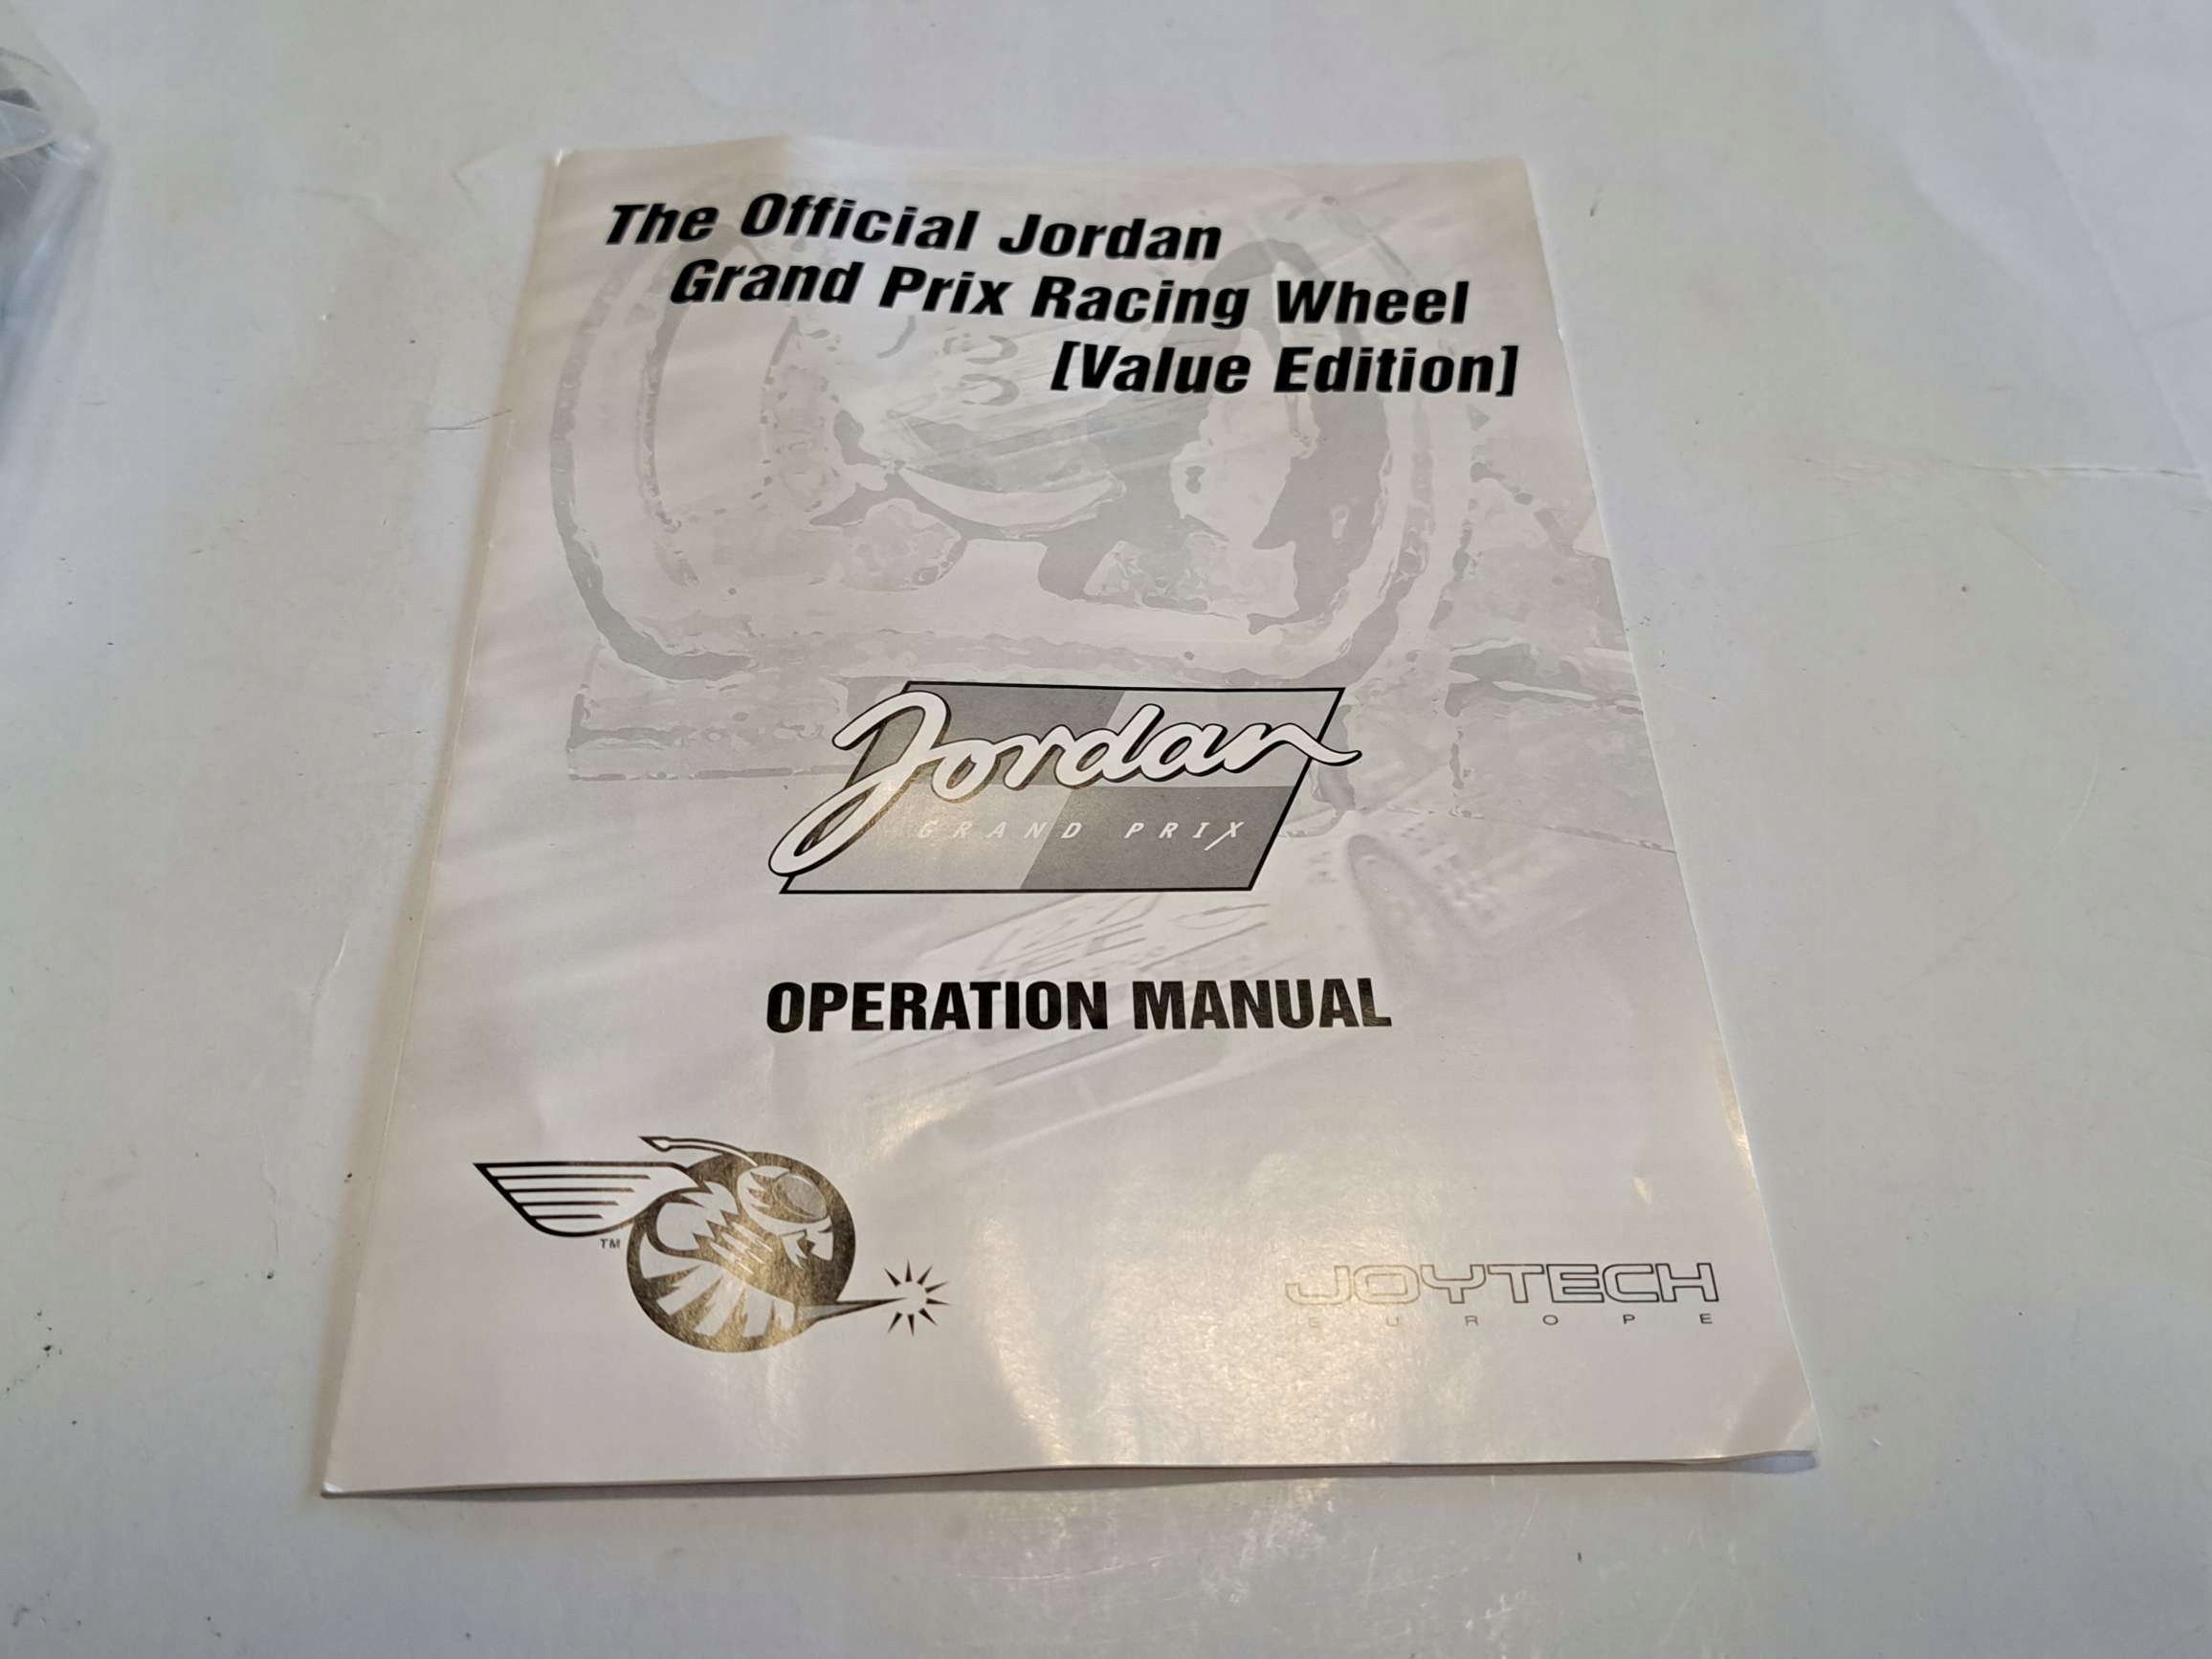 The Official Jordan
Grand Prix Racing Wheel
[Value Edition]
Jordan
GRAND PRIX
OPERATION MANUAL
TM
JOYTECH
EUROPE